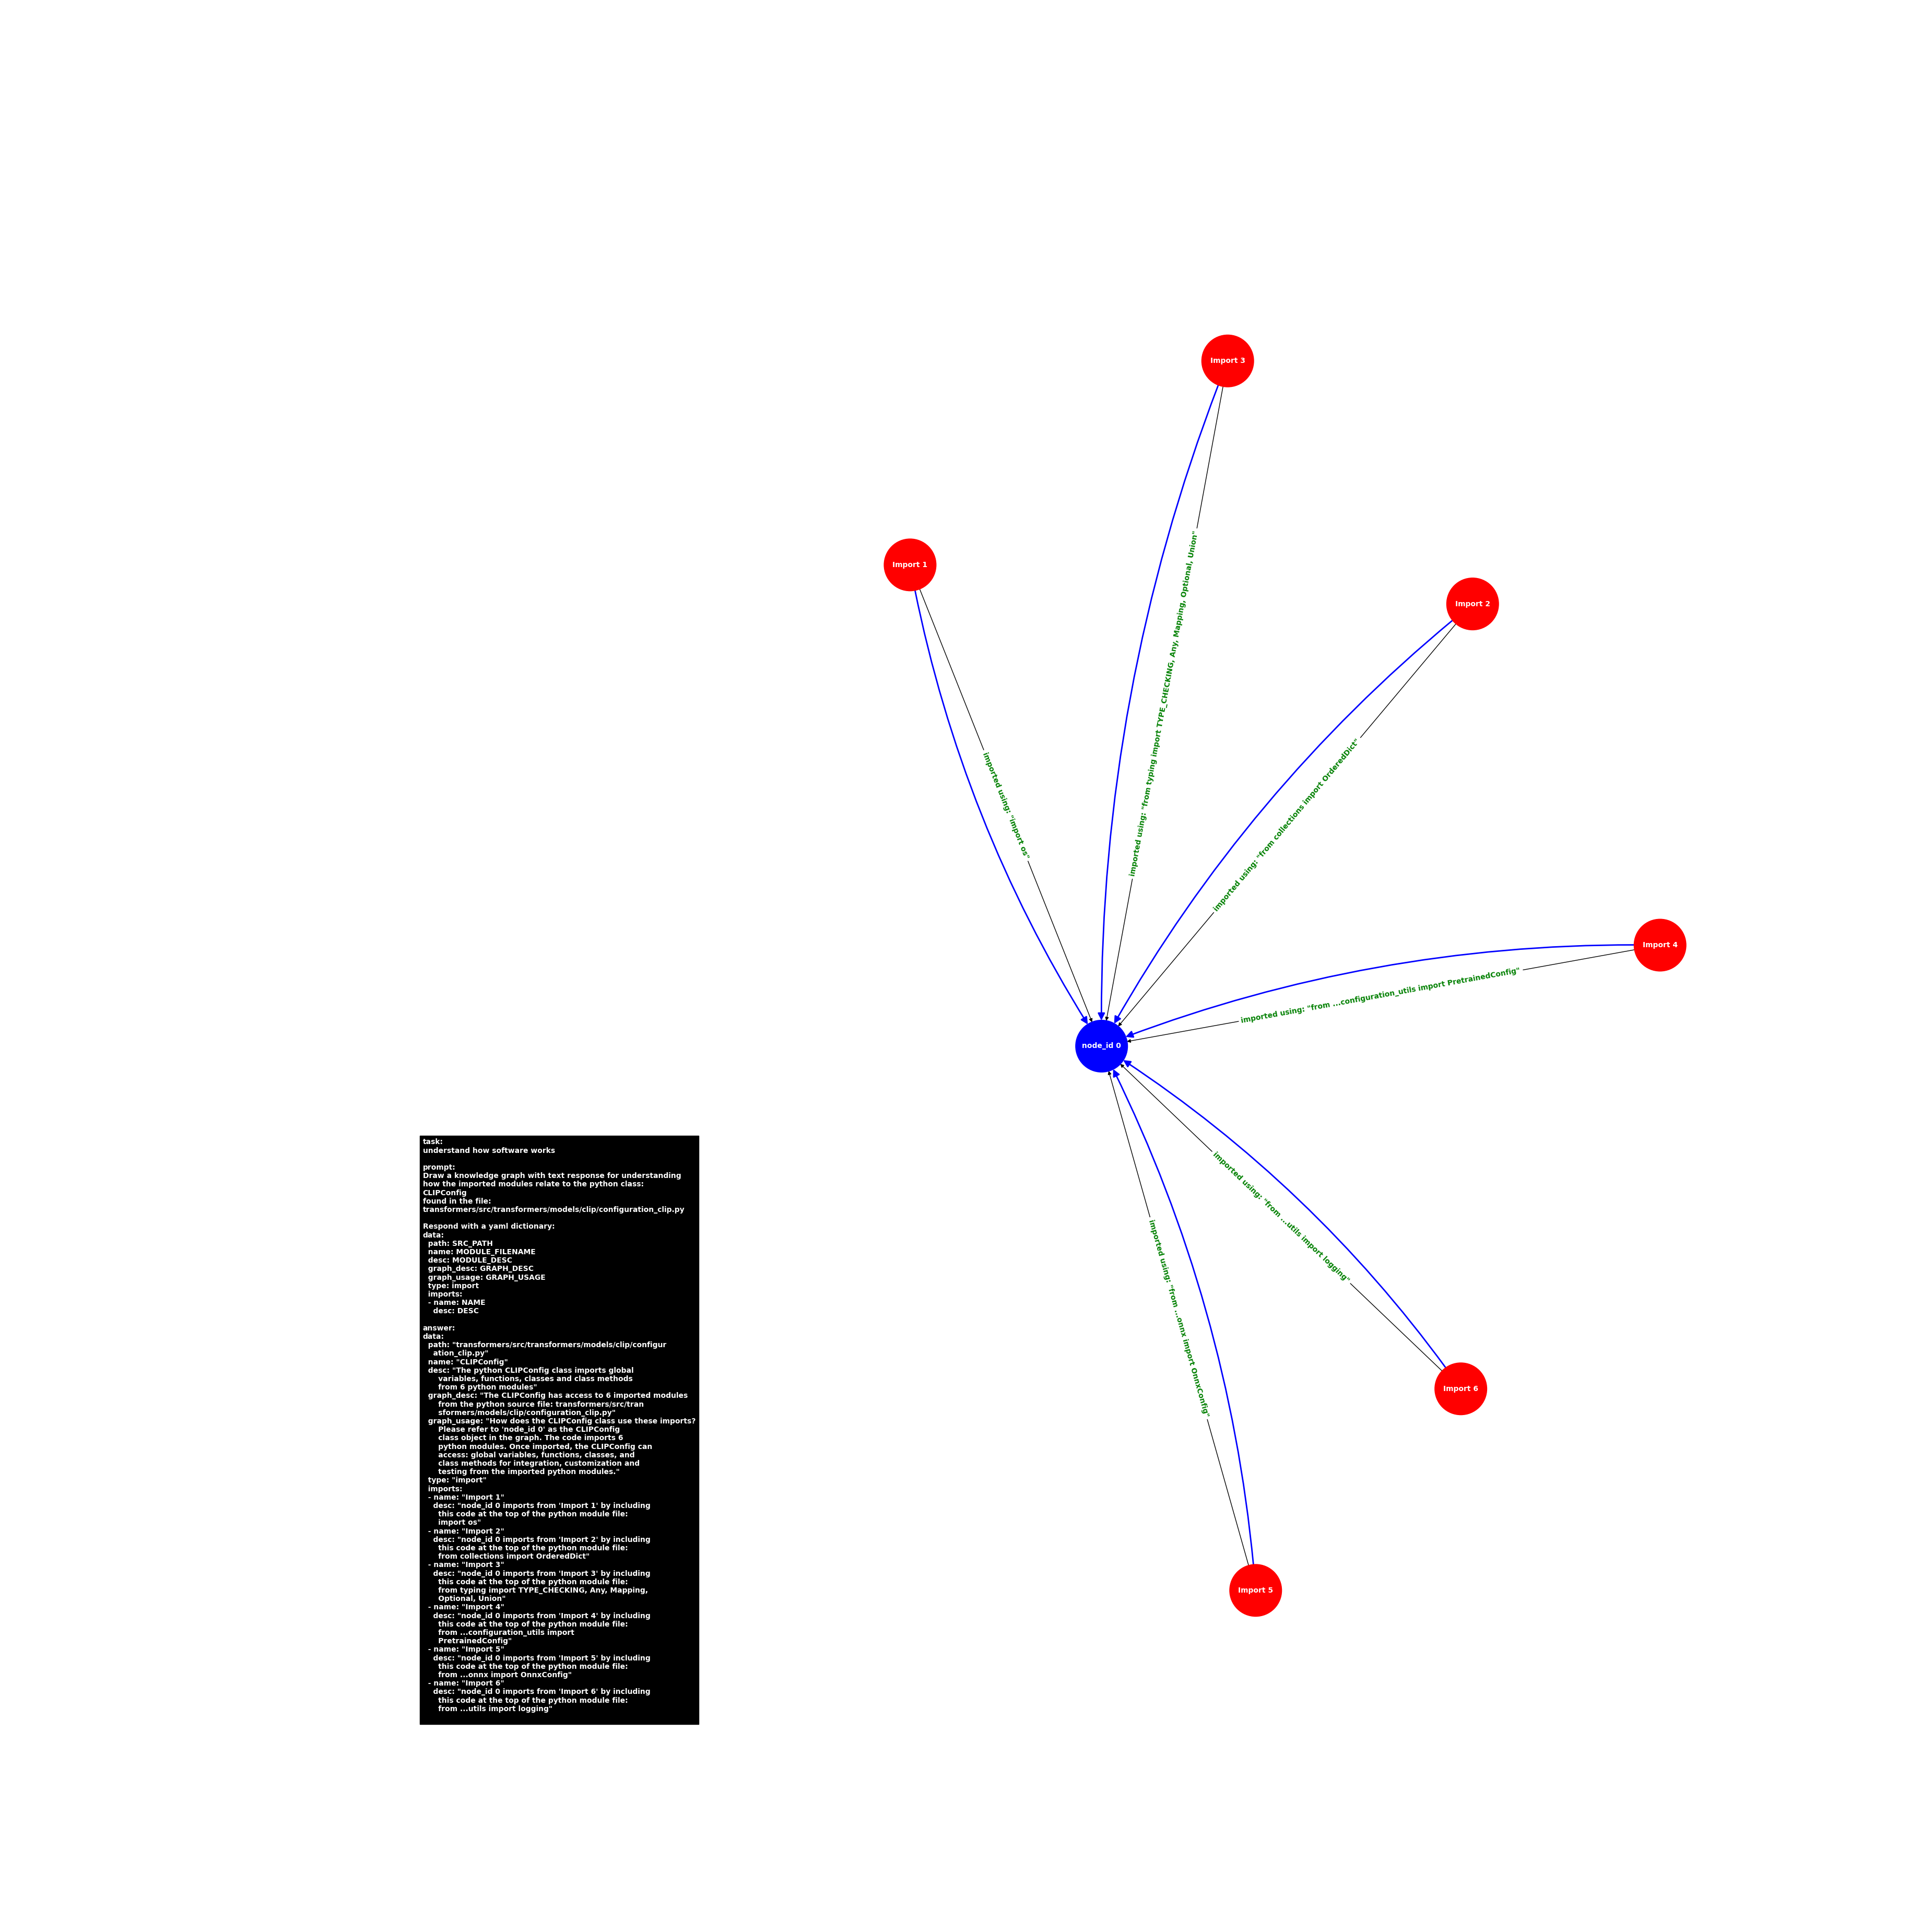 Import 3
Import 1
Import 2
imported using: "from typing import TYPE_CHECKING, Any, Mapping, Optional, Union"
imported using: "import os"
imported using: "from collections import OrderedDict"
Import 4
imported using: "from ...configuration_utils import PretrainedConfig"
node_id 0
imported using: "from ...utils import logging"
imported using: "from ...onnx import OnnxConfig"
Import 6
Import 5
task:
understand how software works
prompt:
Draw a knowledge graph with text response for understanding
how the imported modules relate to the python class:
CLIPConfig
found in the file:
transformers/src/transformers/models/clip/configuration_clip.py
Respond with a yaml dictionary:
data:
path: SRC_PATH
name: MODULE_FILENAME
desc: MODULE_DESC
graph_desc: GRAPH_DESC
graph_usage: GRAPH_USAGE
type: import
imports:
- name: NAME
desc: DESC
answer:
data:
path: "transformers/src/transformers/models/clip/configur
ation_clip.py"
name: "CLIPConfig"
desc: "The python CLIPConfig class imports global
variables, functions, classes and class methods
from 6 python modules"
graph_desc: "The CLIPConfig has access to 6 imported modules
from the python source file: transformers/src/tran
sformers/models/clip/configuration_clip.py"
graph_usage: "How does the CLIPConfig class use these imports?
Please refer to 'node_id 0' as the CLIPConfig
class object in the graph. The code imports 6
python modules. Once imported, the CLIPConfig can
access: global variables, functions, classes, and
class methods for integration, customization and
testing from the imported python modules."
type: "import"
imports:
- name: "Import 1"
desc: "node_id 0 imports from 'Import 1' by including
this code at the top of the python module file:
import os"
- name: "Import 2"
desc: "node_id 0 imports from 'Import 2' by including
this code at the top of the python module file:
from collections import OrderedDict"
- name: "Import 3"
desc: "node_id 0 imports from 'Import 3' by including
this code at the top of the python module file:
from typing import TYPE_CHECKING, Any, Mapping,
Optional, Union"
- name: "Import 4"
desc: "node_id 0 imports from 'Import 4' by including
this code at the top of the python module file:
from ...configuration_utils import
PretrainedConfig"
- name: "Import 5"
desc: "node_id 0 imports from 'Import 5' by including
this code at the top of the python module file:
from ...onnx import OnnxConfig"
- name: "Import 6"
desc: "node_id 0 imports from 'Import 6' by including
this code at the top of the python module file:
from ...utils import logging"